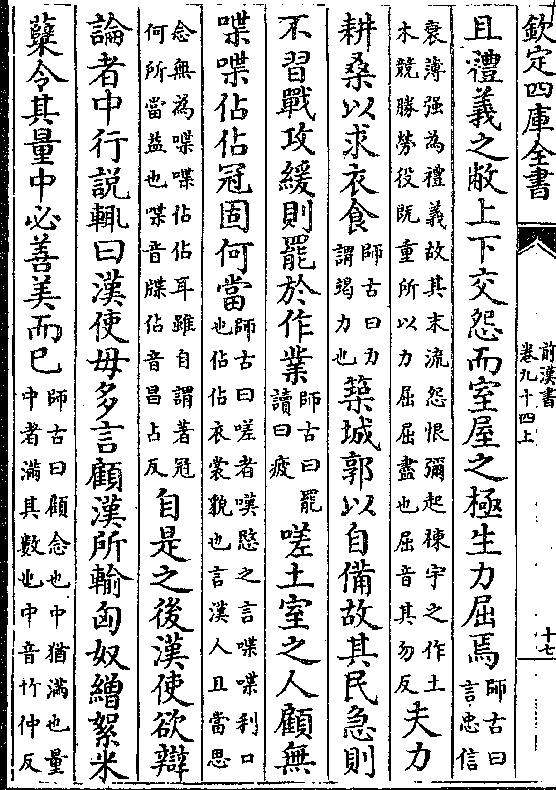 欽定四庫全書
前漢書
卷九十四上
十七
且禮義之敝上下交怨而室屋之極生力屈焉
師古曰
言忠信
衰薄强為禮義故其末流怨恨彌起棟宇之作土
木競勝勞役既重所以力屈屈盡也屈音其勿反
夫力
耕桑以求衣食
師古曰力
謂竭力也
築城郭以自備故其民急則
不習戰攻緩則罷於作業
師古曰罷
讀曰疲
嗟土室之人顧無
喋喋佔佔冠固何當
師古曰嗟者嘆愍之言喋喋利口
也佔佔衣裳貌也言漢人且當思
念無為喋喋佔佔耳雖自謂著冠
何所當益也喋音牒佔音昌占反
自是之後漢使欲辯
論者中行説輒曰漢使毋多言顧漢所輸匈奴繒絮米
蘗令其量中必善美而已
師古曰顧念也中猶滿也量
中者滿其數也中音竹仲反